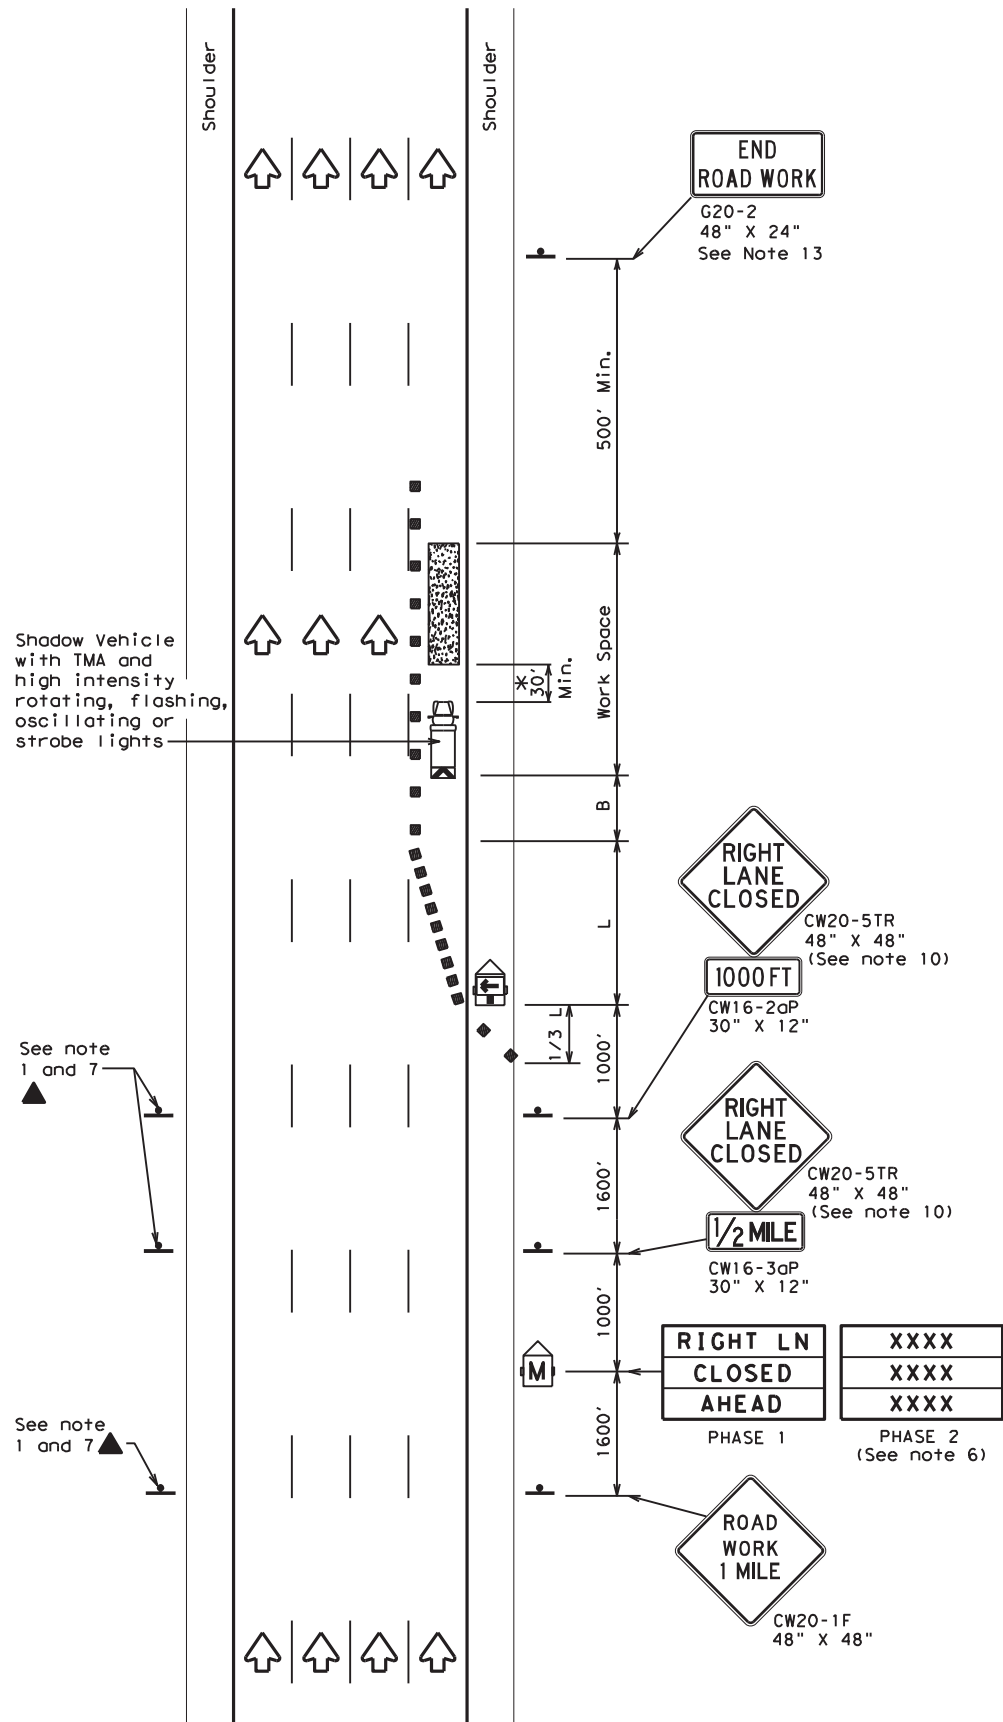 Shoulder
Shoulder
END
ROAD WORK
G20-2
48" X 24"
See Note 13
500' Min.
Shadow Vehicle
with TMA and
high intensity
rotating, flashing,
oscillating or
strobe lights
*
30'
Min.
Work Space
B
L
RIGHT
LANE
CLOSED
CW20-5TR
48" X 48"
(See note 10)
1000 FT
CW16-2aP
30" X 12"
1/3 L
1000'
See note
1 and 7
RIGHT
LANE
CLOSED
CW20-5TR
48" X 48"
(See note 10)
1600'
1/2 MILE
CW16-3aP
30" X 12"
1000'
M
RIGHT LN
CLOSED
AHEAD
PHASE 1
XXXX
XXXX
XXXX
PHASE 2
(See note 6)
See note
1 and 7
1600'
ROAD
WORK
1 MILE
CW20-1F
48" X 48"